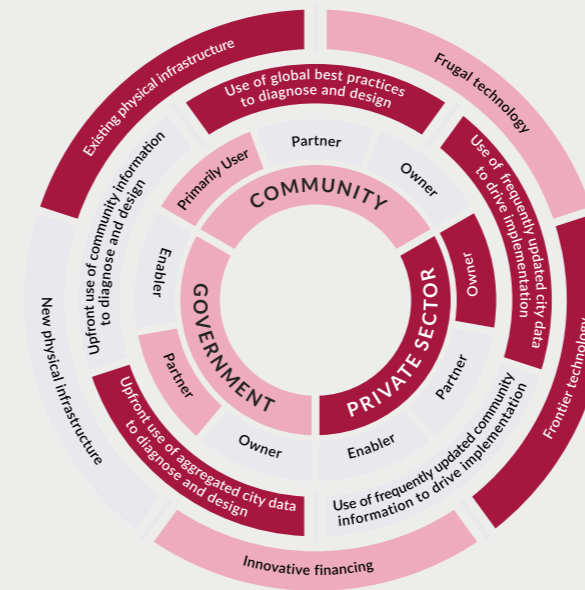 Existing physical infrastructure
Frugal technology
Use of global best practices
to diagnose and design
Primarily User
Partner
Owner
COMMUNITY
Upfront use of community information
to diagnose and design
Use of frequently updated city data
to drive implementation
Enabler
GOVERNMENT
PRIVATE SECTOR
Owner
New physical infrastructure
Partner
Partner
Frontier technology
Upfront use of aggregated city data
to diagnose and design
Owner
Enabler
Use of frequently updated community
information to drive implementation
Innovative financing